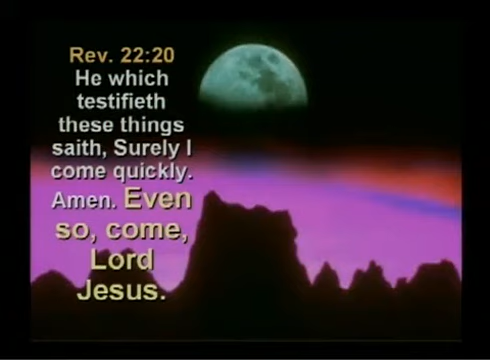 Rev. 22:20
He which
testifieth
these things
saith, Surely I
come quickly.
Amen. Even
so, come,
Lord
Jesus.